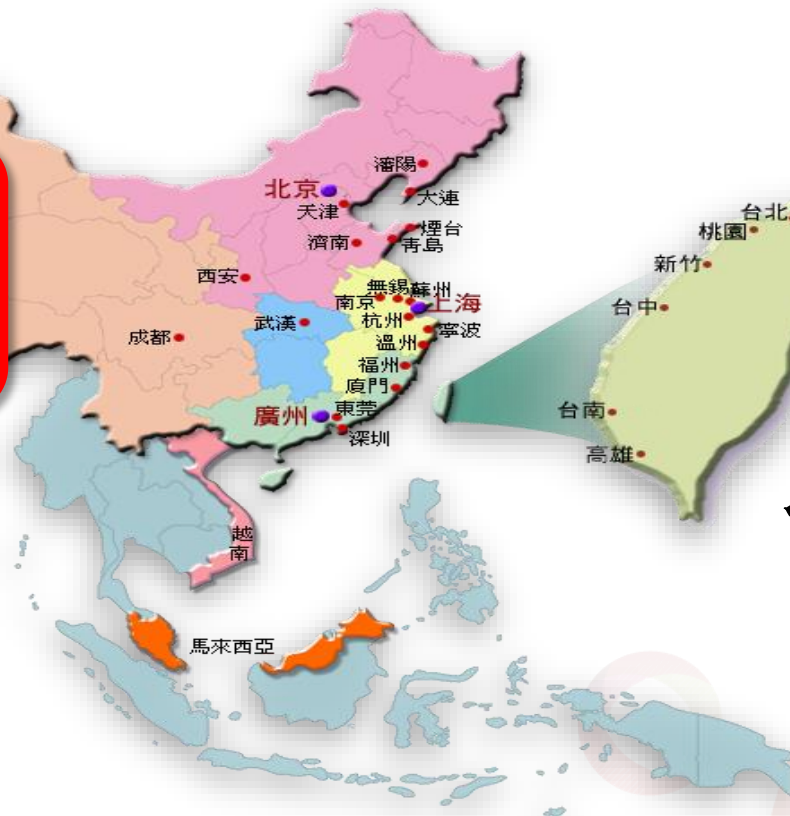 瀋陽
北京
大連
天津
煙台
濟南
青島
西安
無錫
蘇州
南京
上海
武漢
杭州
寧波
成都
溫州
福州
廈門
廣州
東莞
深圳
越
南
馬來西亞
台北
桃園
新竹
台中
台南
高雄